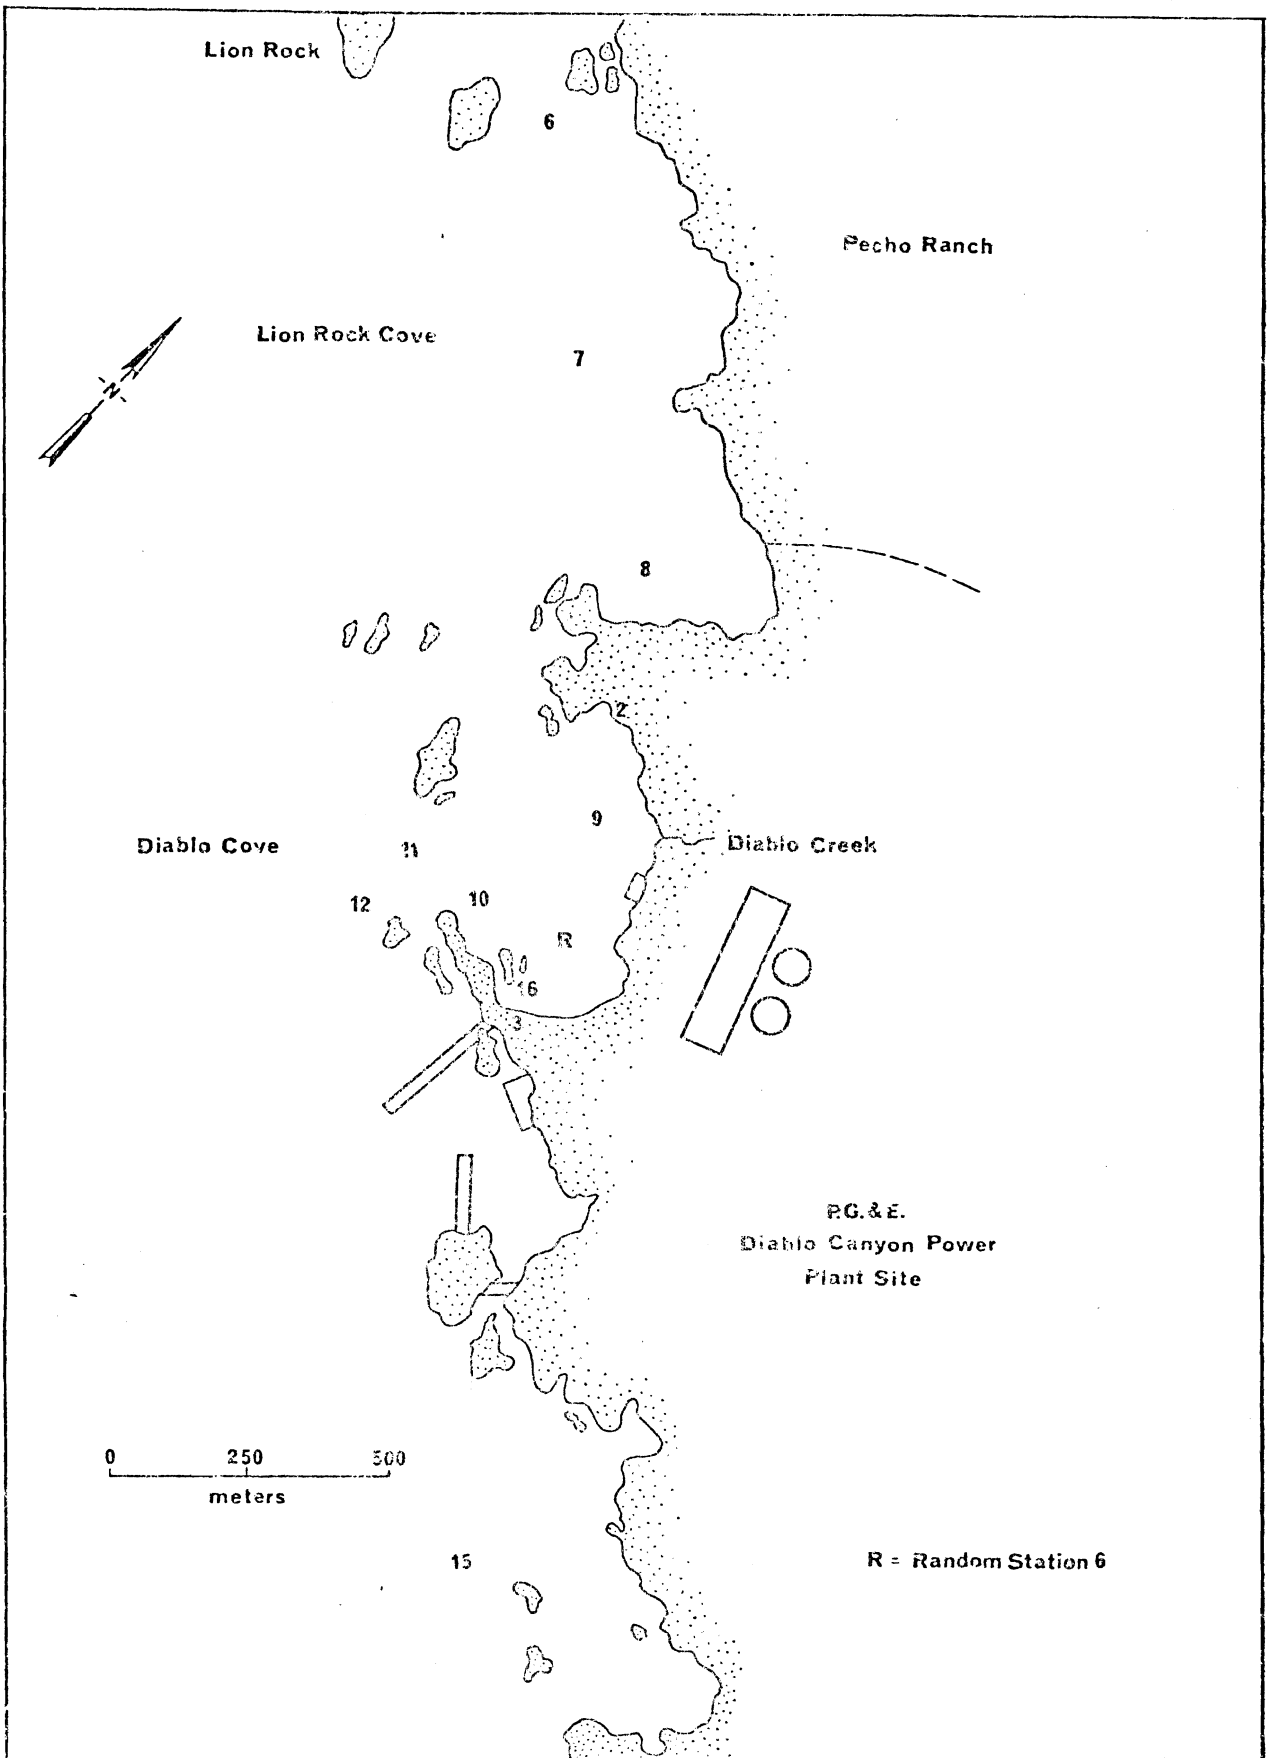 Lion Rock
6
Pecho Ranch
Lion Rock Cove
7
N
8
2
9
Diablo Cove
11
Diablo Creek
12
10
R
16
3
P.G.&E.
Diablo Canyon Power
Plant Site
0 250 500
meters
15
R = Random Station 6